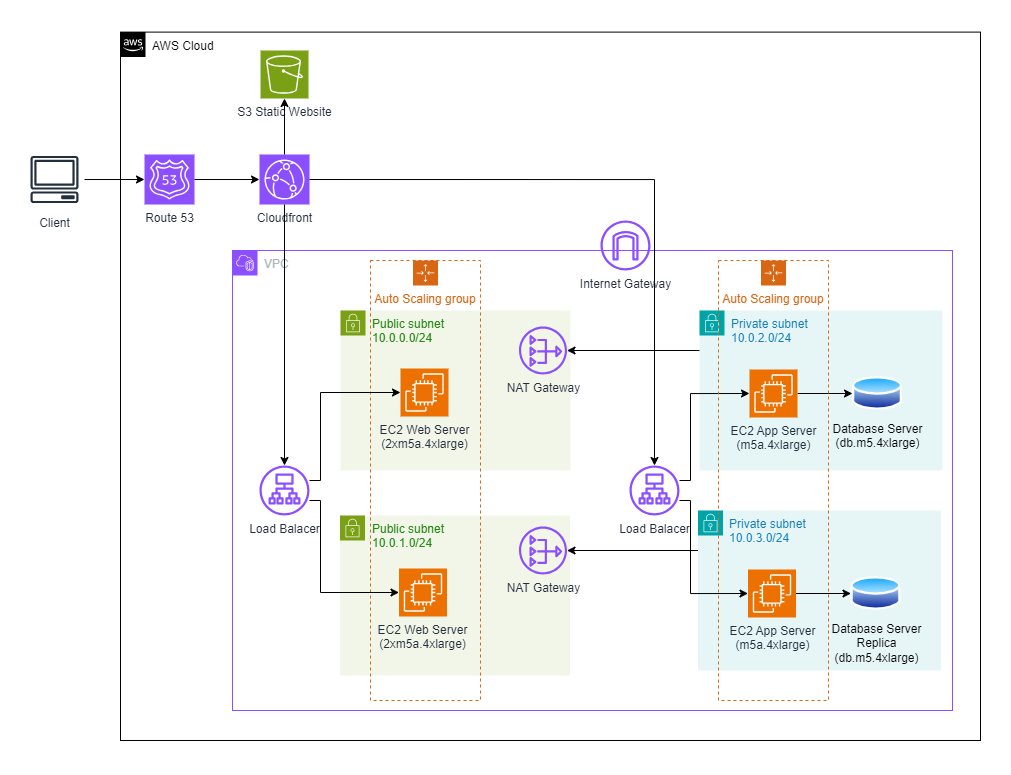 aws
AWS Cloud
S3 Static Website
53
Client
Route 53
Cloudfront
VPC
Internet Gateway
Auto Scaling group
Auto Scaling group
Public subnet
10.0.0.0/24
NAT Gateway
EC2 Web Server
(2xm5a.4xlarge)
Private subnet
10.0.2.0/24
EC2 App Server
(m5a.4xlarge)
Database Server
(db.m5.4xlarge)
Load Balacer
Load Balacer
Public subnet
10.0.1.0/24
NAT Gateway
EC2 Web Server
(2xm5a.4xlarge)
Private subnet
10.0.3.0/24
EC2 App Server
(m5a.4xlarge)
Database Server
Replica
(db.m5.4xlarge)